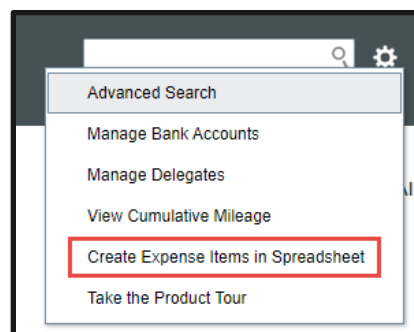 Advanced Search
Manage Bank Accounts
Manage Delegates
View Cumulative Mileage
Create Expense Items in Spreadsheet
Take the Product Tour